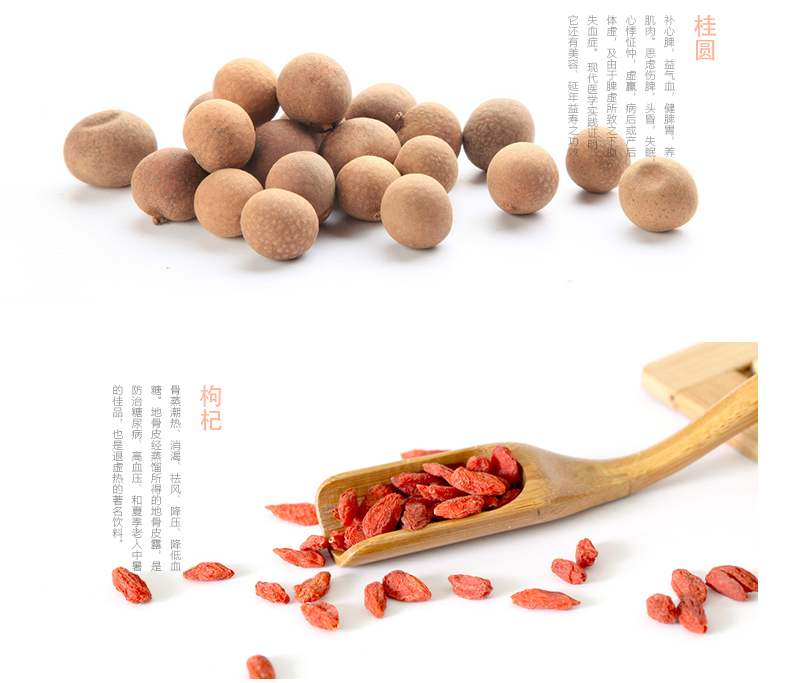 桂圆
补心脾，益气血，健脾胃，养
肌肉。思虑伤脾，头昏，失眠，
心悸怔忡，虚羸，病后或产后
体虚，及由于脾虚所致之下血
失血症。现代医学实践证明，
它还有美容、延年益寿之功
枸杞
骨蒸潮热、消渴、祛风、降压、降低血
糖。地骨皮经蒸馏所得的地骨皮露，是
防治糖尿病、高血压、和夏季老人中暑
的佳品，也是退虚热的著名饮料。